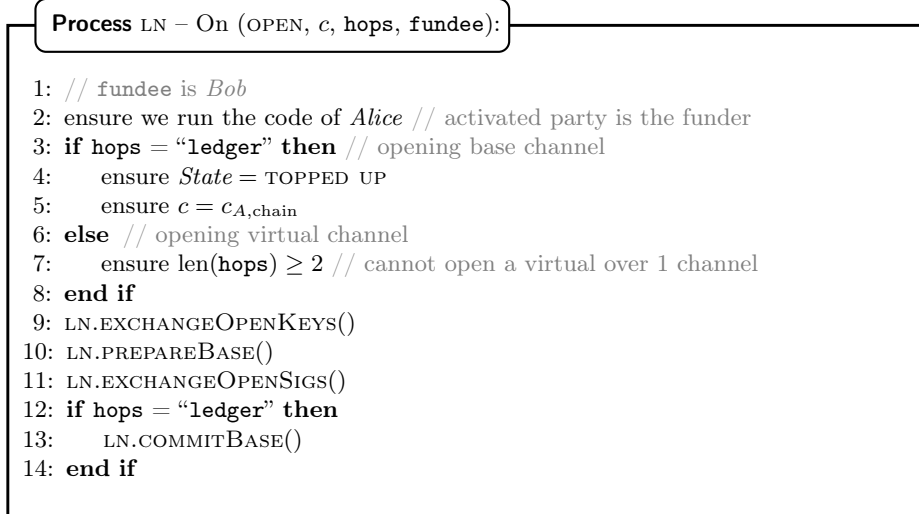 Process LN – On (OPEN, c, hops, fundee):
1: // fundee is Bob
2: ensure we run the code of Alice // activated party is the funder
3: if hops = “ledger” then // opening base channel
4: ensure State = TOPPED UP
5: ensure c = c_{A,chain}
6: else // opening virtual channel
7: ensure len(hops) ≥ 2 // cannot open a virtual over 1 channel
8: end if
9: LN.EXCHANGEOPENKEYS()
10: LN.PREPAREBASE()
11: LN.EXCHANGEOPENSIGS()
12: if hops = “ledger” then
13: LN.COMMITBASE()
14: end if